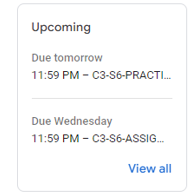 Upcoming
Due tomorrow
11:59 PM – C3-S6-PRACTI...
Due Wednesday
11:59 PM – C3-S6-ASSIG...
View all